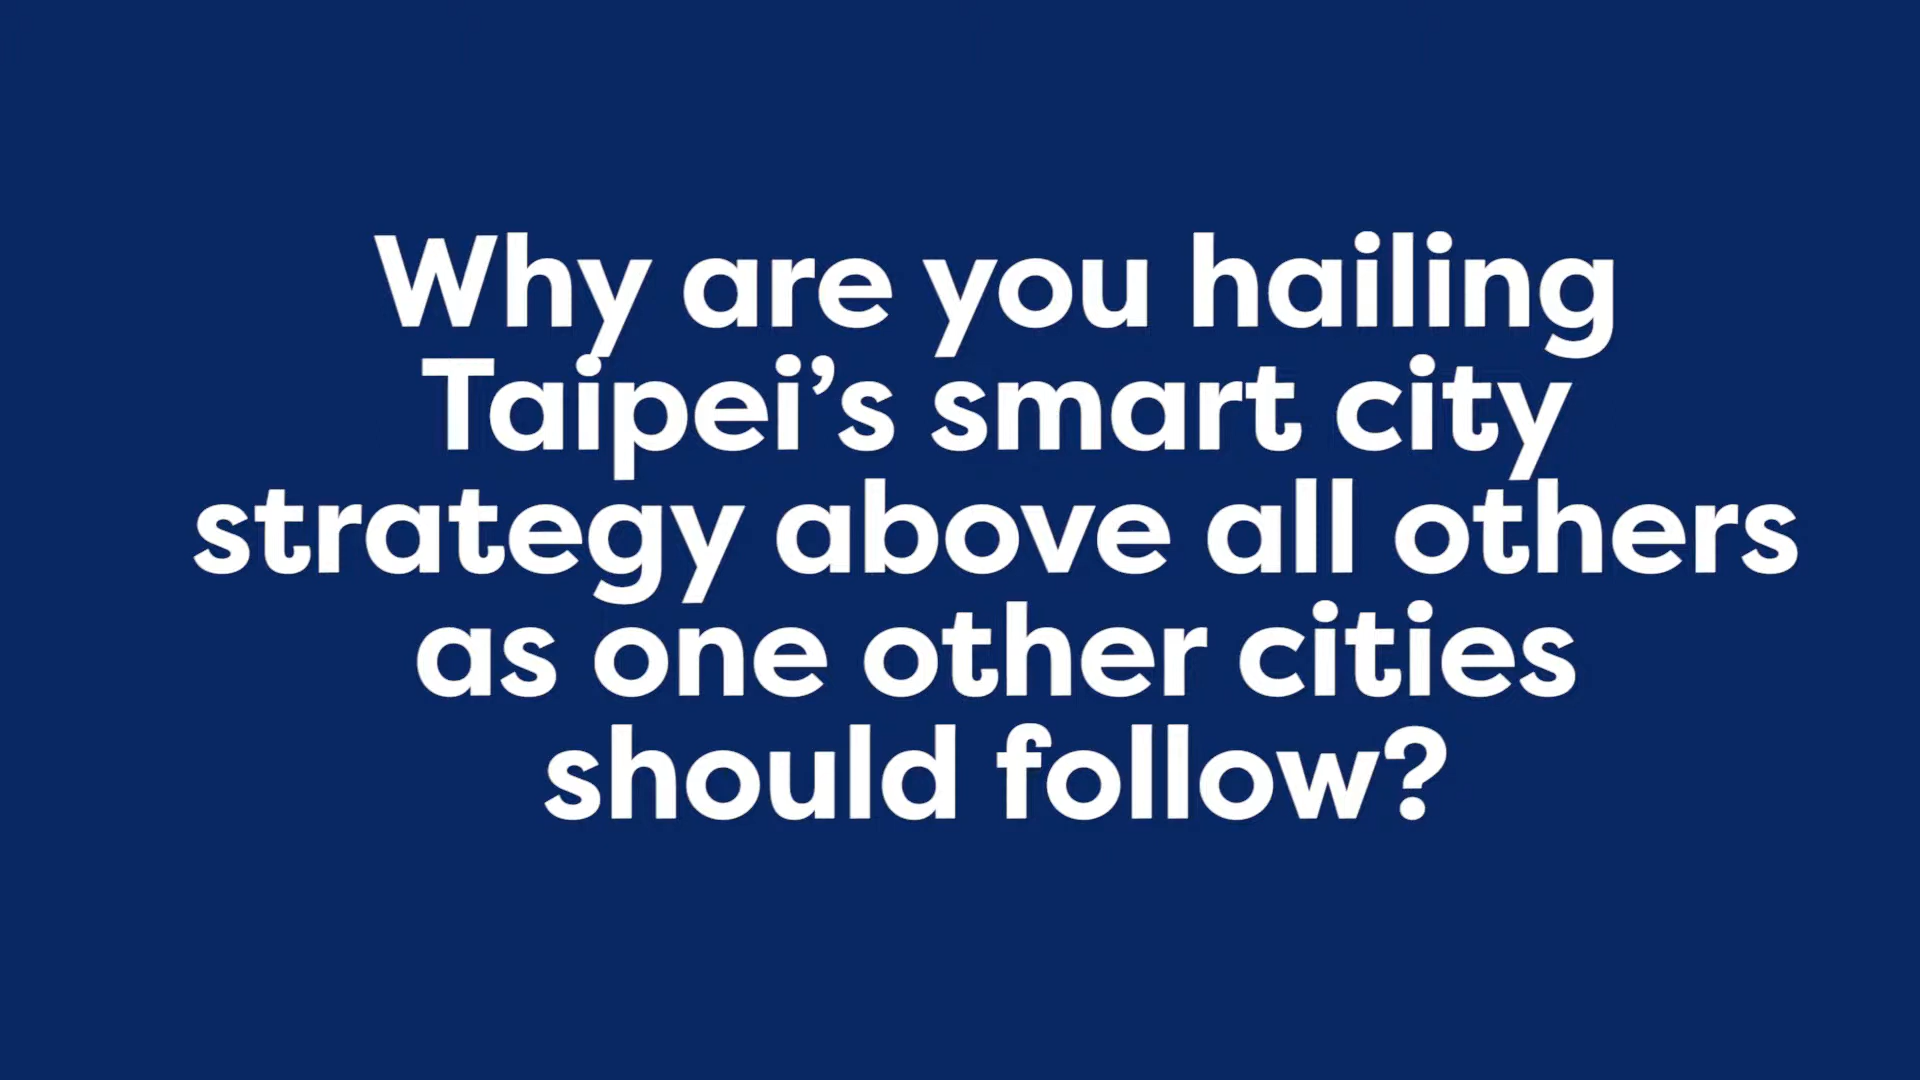 Why are you hailing
Taipei’s smart city
strategy above all others
as one other cities
should follow?